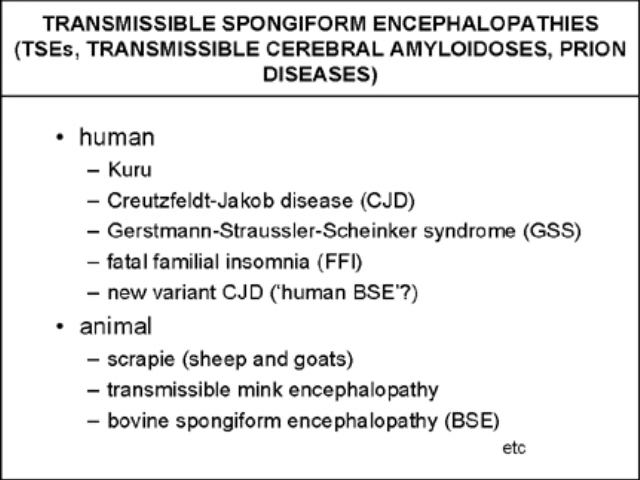 TRANSMISSIBLE SPONGIFORM ENCEPHALOPATHIES
(TSEs, TRANSMISSIBLE CEREBRAL AMYLOIDOSES, PRION
DISEASES)
• human
– Kuru
– Creutzfeldt-Jakob disease (CJD)
– Gerstmann-Straussler-Scheinker syndrome (GSS)
– fatal familial insomnia (FFI)
– new variant CJD (‘human BSE’?)
• animal
– scrapie (sheep and goats)
– transmissible mink encephalopathy
– bovine spongiform encephalopathy (BSE)
etc